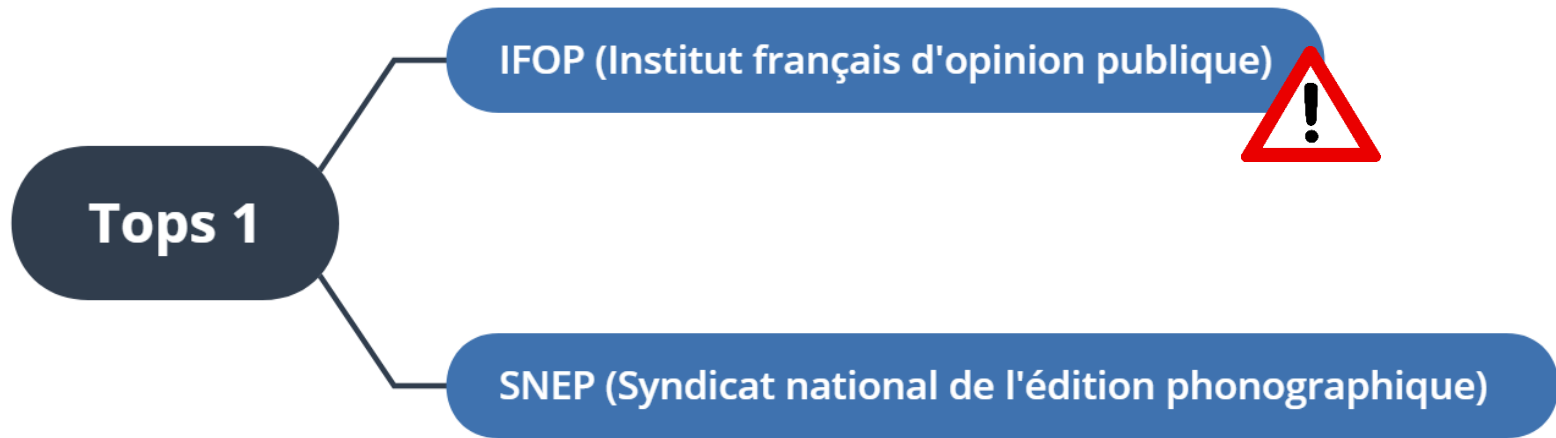 IFOP (Institut français d'opinion publique)
!
Tops 1
SNEP (Syndicat national de l'édition phonographique)